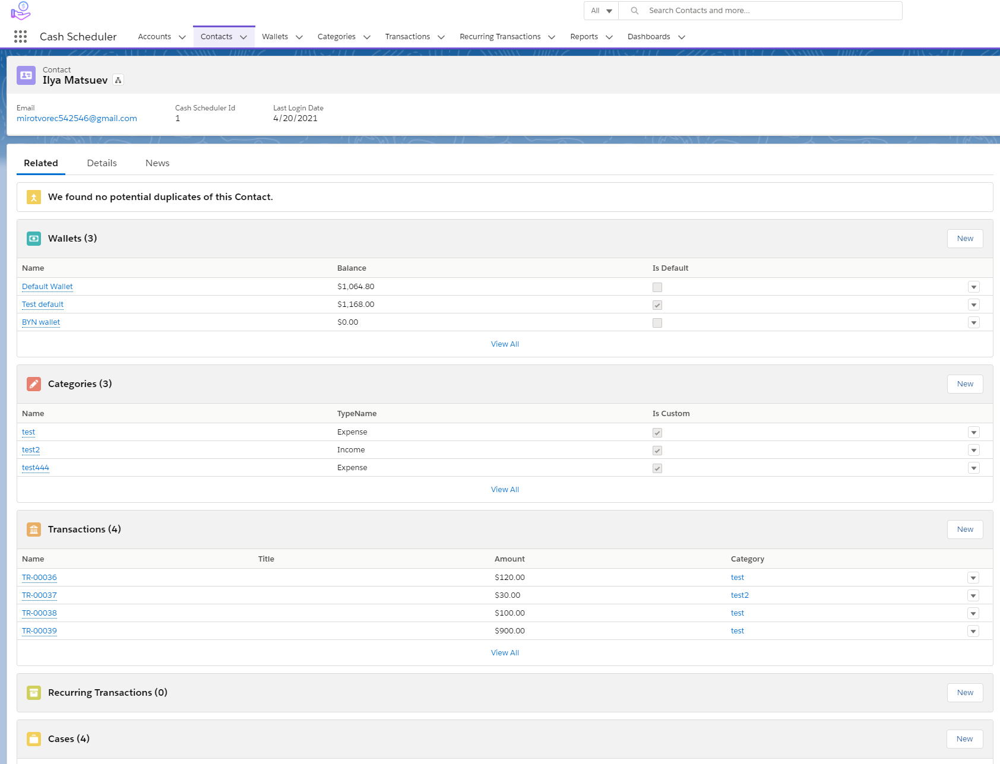 All Search Contacts and more...
Cash Scheduler Accounts Contacts Wallets Categories Transactions Recurring Transactions Reports Dashboards
Contact
Ilya Matsuev
Email Cash Scheduler Id Last Login Date
mirotvorec542546@gmail.com 1 4/20/2021
Related Details News
We found no potential duplicates of this Contact.
Wallets (3) New
Name Balance Is Default
Default Wallet $1,064.80
Test default $1,168.00
BYN wallet $0.00
View All
Categories (3) New
Name TypeName Is Custom
test Expense
test2 Income
test444 Expense
View All
Transactions (4) New
Name Title Amount Category
TR-00036 $120.00 test
TR-00037 $30.00 test2
TR-00038 $100.00 test
TR-00039 $900.00 test
View All
Recurring Transactions (0) New
Cases (4) New